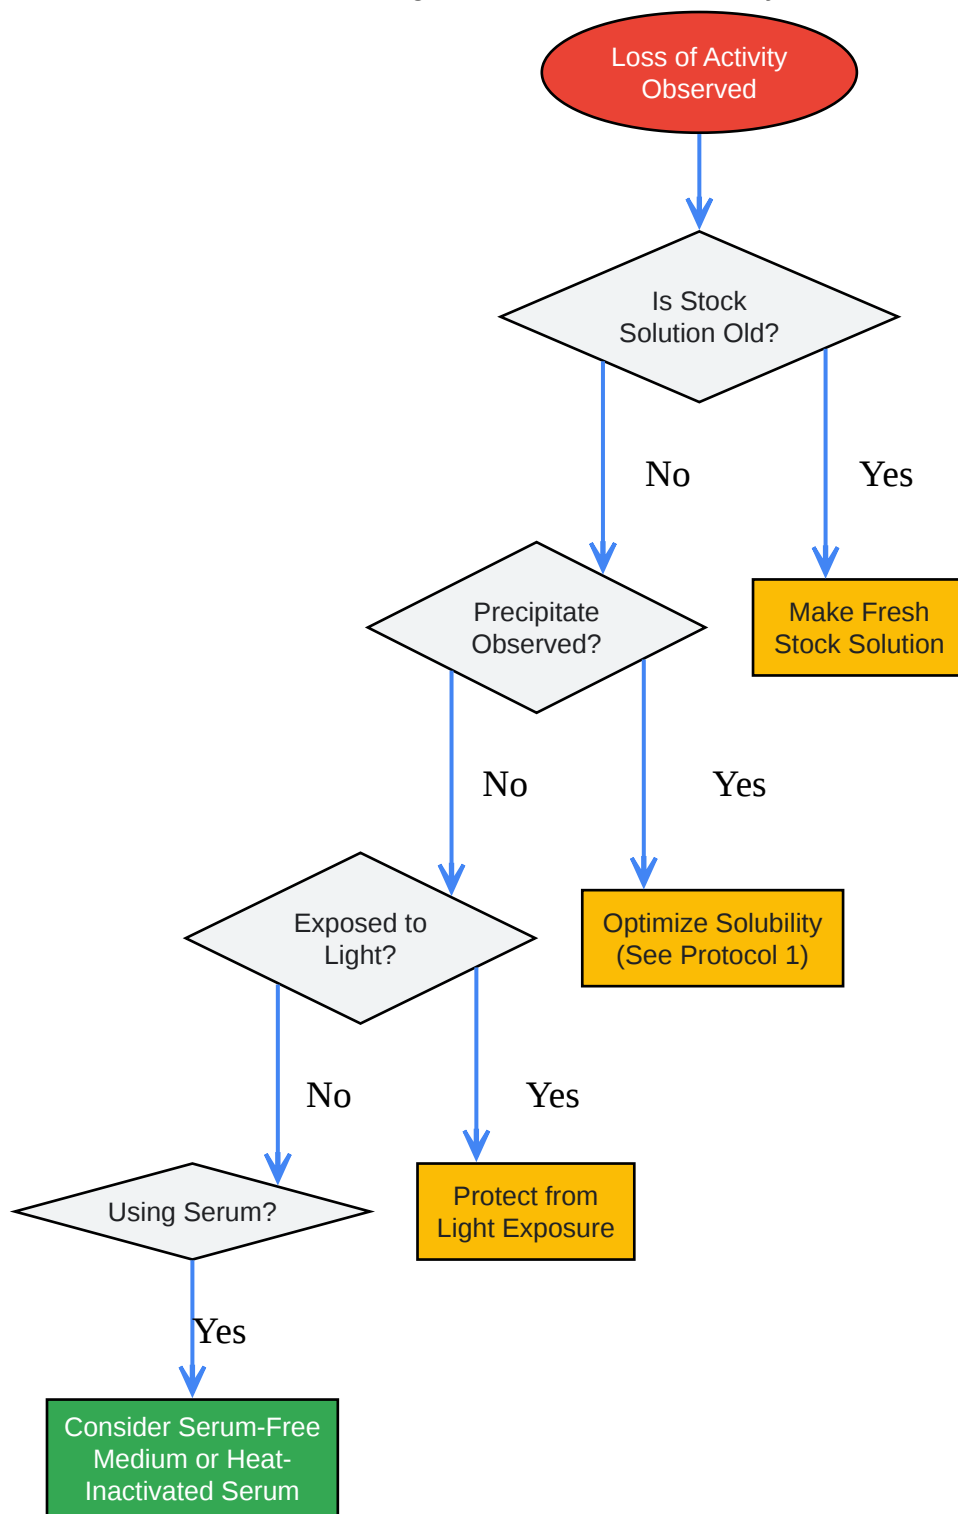 Loss of Activity
Observed
Is Stock
Solution Old?
No
Yes
Precipitate
Observed?
Make Fresh
Stock Solution
No
Yes
Exposed to
Light?
Optimize Solubility
(See Protocol 1)
No
Yes
Using Serum?
Protect from
Light Exposure
Yes
Consider Serum-Free
Medium or Heat-
Inactivated Serum